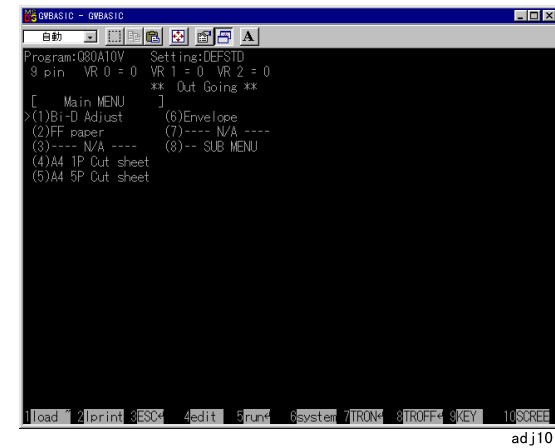 GWBASIC - GWBASIC
自動
A
Program:Q80A10V Setting:DEFSTD
9 pin VR 0 = 0 VR 1 = 0 VR 2 = 0
** Out Going **
[ Main MENU ]
>(1)Bi-D Adjust (6)Envelope
(2)FF paper (7)---- N/A ----
(3)---- N/A ---- (8)-- SUB MENU
(4)A4 1P Cut sheet
(5)A4 5P Cut sheet
1load ~ 2lprint 3ESC↵ 4edit 5run↵ 6system 7TRON↵ 8TROFF↵ 9KEY 10SCREE
adj10